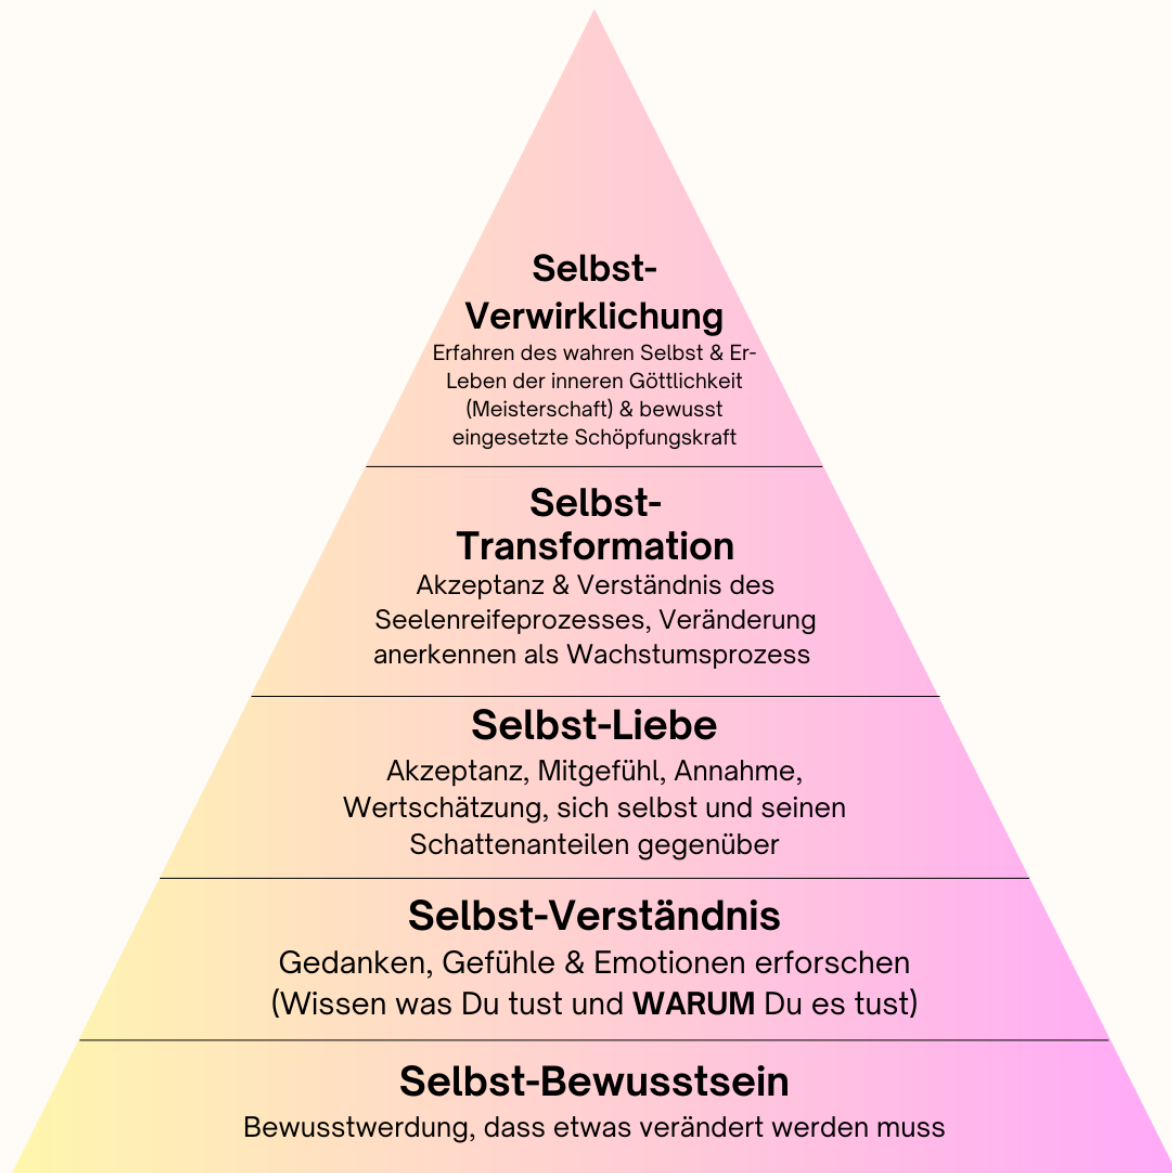 Selbst-
Verwirklichung
Erfahren des wahren Selbst & Er-
Leben der inneren Göttlichkeit
(Meisterschaft) & bewusst
eingesetzte Schöpfungskraft
Selbst-
Transformation
Akzeptanz & Verständnis des
Seelenreifeprozesses, Veränderung
anerkennen als Wachstumsprozess
Selbst-Liebe
Akzeptanz, Mitgefühl, Annahme,
Wertschätzung, sich selbst und seinen
Schattenanteilen gegenüber
Selbst-Verständnis
Gedanken, Gefühle & Emotionen erforschen
(Wissen was Du tust und WARUM Du es tust)
Selbst-Bewusstsein
Bewusstwerdung, dass etwas verändert werden muss